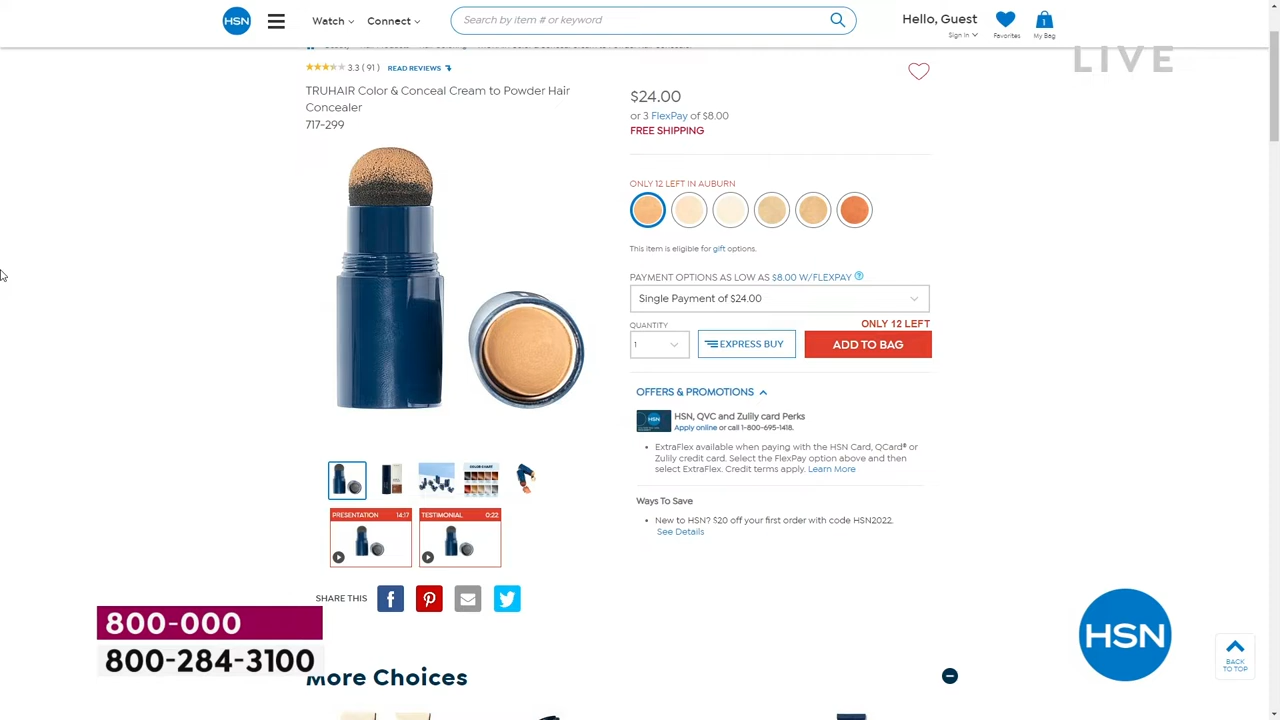 HSN
Watch
Connect
Search by item # or keyword
Hello, Guest
Sign In
Favorites
1
My Bag
LIVE
3.3 (91) READ REVIEWS
TRUHAIR Color & Conceal Cream to Powder Hair
Concealer
717-299
$24.00
or 3 FlexPay of $8.00
FREE SHIPPING
ONLY 12 LEFT IN AUBURN
This item is eligible for gift options.
PAYMENT OPTIONS AS LOW AS $8.00 W/FLEXPAY ?
Single Payment of $24.00
ONLY 12 LEFT
QUANTITY
1
EXPRESS BUY
ADD TO BAG
OFFERS & PROMOTIONS
HSN
HSN, QVC and Zulily card Perks
Apply online or call 1-800-695-1418.
• ExtraFlex available when paying with the HSN Card, QCard® or
Zulily credit card. Select the FlexPay option above and then
select ExtraFlex. Credit terms apply. Learn More
Ways To Save
• New to HSN? $20 off your first order with code HSN2022.
See Details
COLOR CHART
PRESENTATION 14:17
TESTIMONIAL 0:22
SHARE THIS
800-000
800-284-3100
HSN
BACK
TO TOP
More Choices